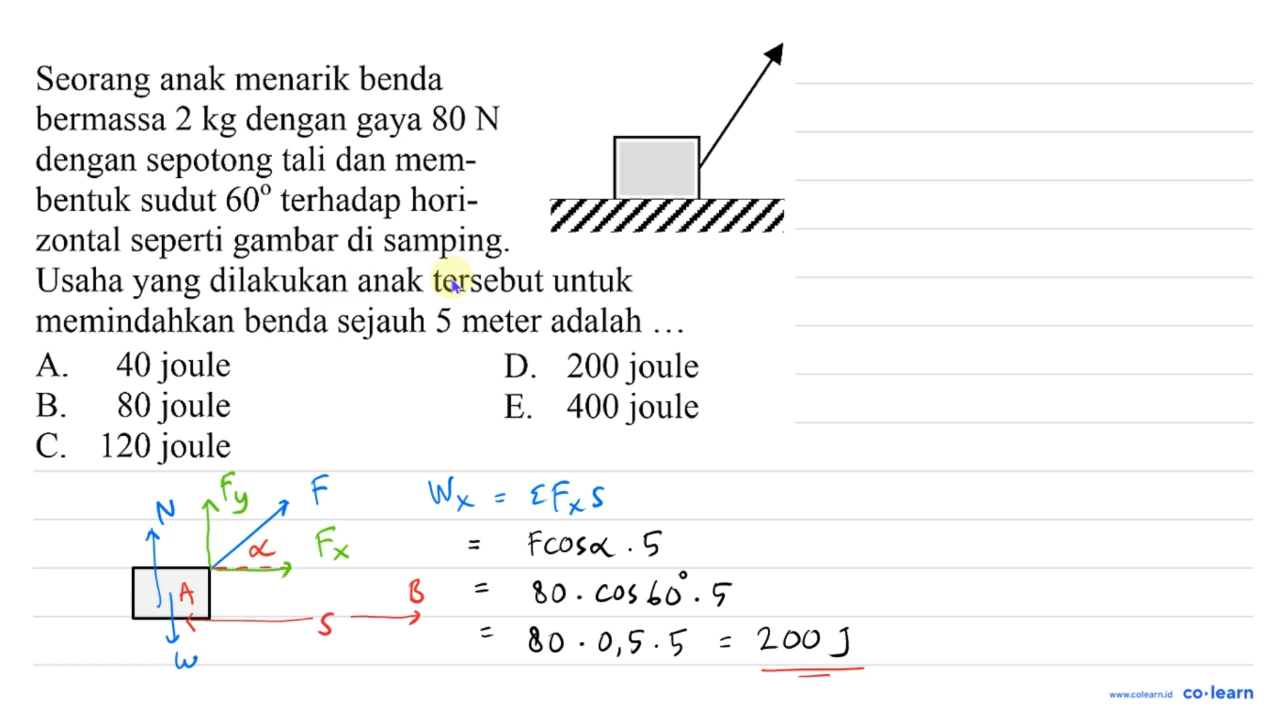 Seorang anak menarik benda
bermassa 2 kg dengan gaya 80 N
dengan sepotong tali dan mem-
bentuk sudut 60° terhadap hori-
zontal seperti gambar di samping.
Usaha yang dilakukan anak tersebut untuk
memindahkan benda sejauh 5 meter adalah ...
A. 40 joule
D. 200 joule
B. 80 joule
E. 400 joule
C. 120 joule
N
Fy
F
α
Fx
A
B
S
w
Wx = ΣFx s
= Fcosα . 5
= 80 . cos 60° . 5
= 80 . 0,5 . 5 = 200 J
www.colearn.id co·learn